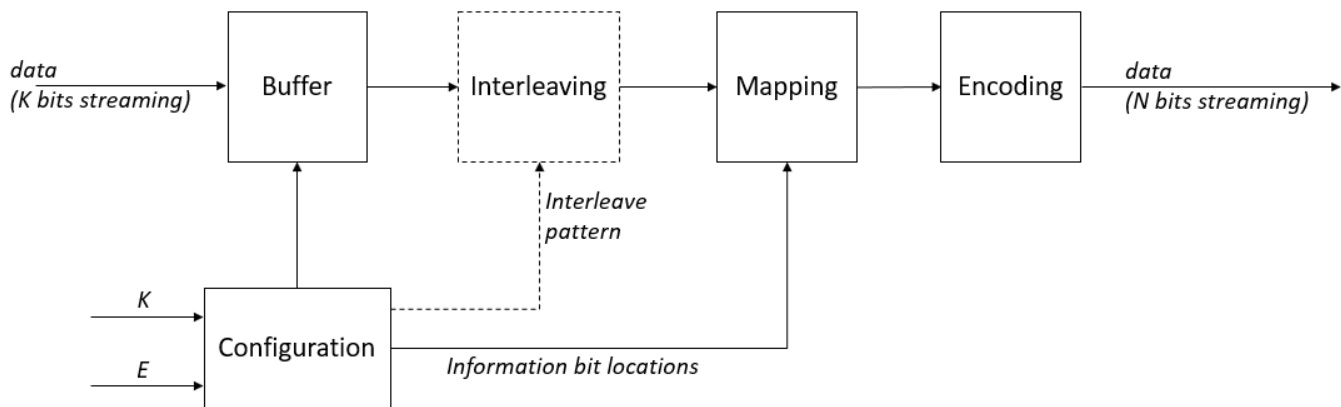 data
(K bits streaming)
Buffer
Interleaving
Mapping
Encoding
data
(N bits streaming)
Interleave
pattern
K
E
Configuration
Information bit locations